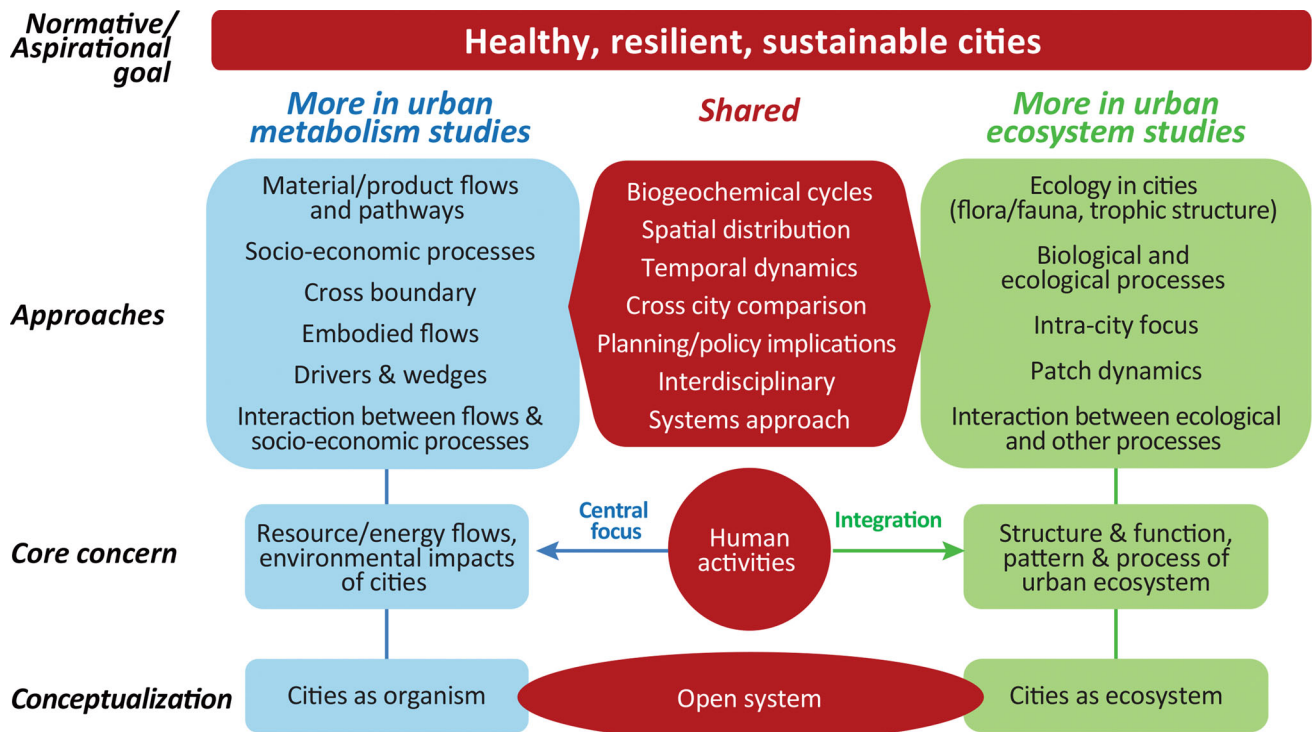 Normative/
Aspirational
goal
Healthy, resilient, sustainable cities
More in urban
metabolism studies
Shared
More in urban
ecosystem studies
Approaches
Material/product flows
and pathways
Socio-economic processes
Cross boundary
Embodied flows
Drivers & wedges
Interaction between flows &
socio-economic processes
Biogeochemical cycles
Spatial distribution
Temporal dynamics
Cross city comparison
Planning/policy implications
Interdisciplinary
Systems approach
Ecology in cities
(flora/fauna, trophic structure)
Biological and
ecological processes
Intra-city focus
Patch dynamics
Interaction between ecological
and other processes
Core concern
Resource/energy flows,
environmental impacts
of cities
Central
focus
Human
activities
Integration
Structure & function,
pattern & process of
urban ecosystem
Conceptualization
Cities as organism
Open system
Cities as ecosystem